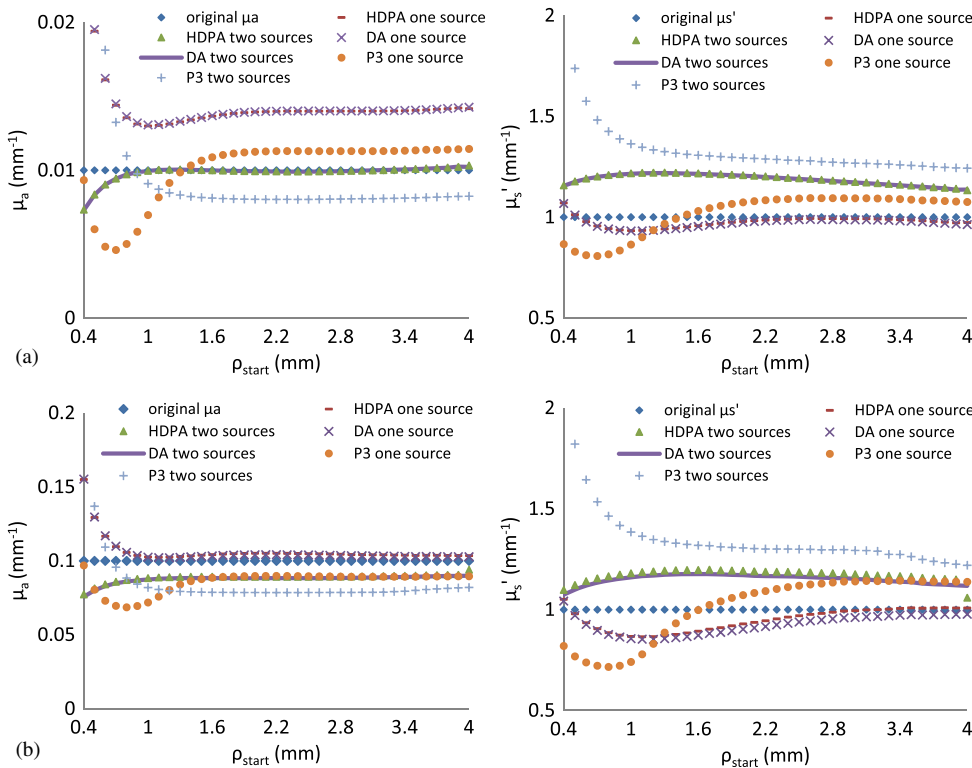 0.02
original µa
HDPA one source
HDPA two sources
DA one source
DA two sources
P3 one source
P3 two sources
0.01
0
µa (mm-1)
0.4 1 1.6 2.2 2.8 3.4 4
ρstart (mm)
(a)
2
original µs'
HDPA one source
HDPA two sources
DA one source
DA two sources
P3 one source
P3 two sources
1.5
1
0.5
µs' (mm-1)
0.4 1 1.6 2.2 2.8 3.4 4
ρstart (mm)
0.2
original µa
HDPA one source
HDPA two sources
DA one source
DA two sources
P3 one source
P3 two sources
0.15
0.1
0.05
0
µa (mm-1)
0.4 1 1.6 2.2 2.8 3.4 4
ρstart (mm)
(b)
2
original µs'
HDPA one source
HDPA two sources
DA one source
DA two sources
P3 one source
P3 two sources
1.5
1
0.5
µs' (mm-1)
0.4 1 1.6 2.2 2.8 3.4 4
ρstart (mm)